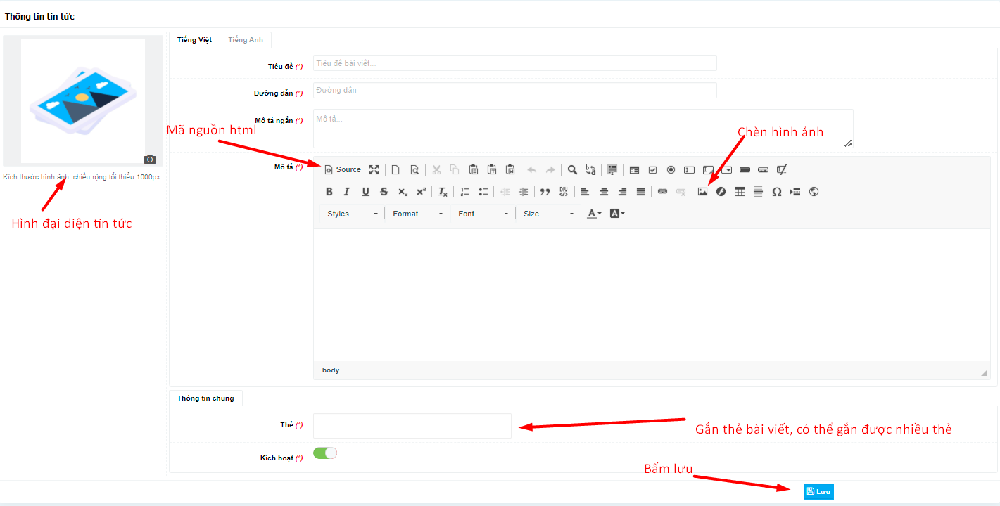 Thông tin tin tức
Tiếng Việt Tiếng Anh
Tiêu đề (*) Tiêu đề bài viết...
Đường dẫn (*) Đường dẫn
Mô tả ngắn (*) Mô tả...
Mã nguồn html
Chèn hình ảnh
Mô tả (*) Source
Kích thước hình ảnh: chiều rộng tối thiểu 1000px
Hình đại diện tin tức
Styles Format Font Size
body
Thông tin chung
Thẻ (*)
Gắn thẻ bài viết, có thể gắn được nhiều thẻ
Kích hoạt (*)
Bấm lưu
Lưu